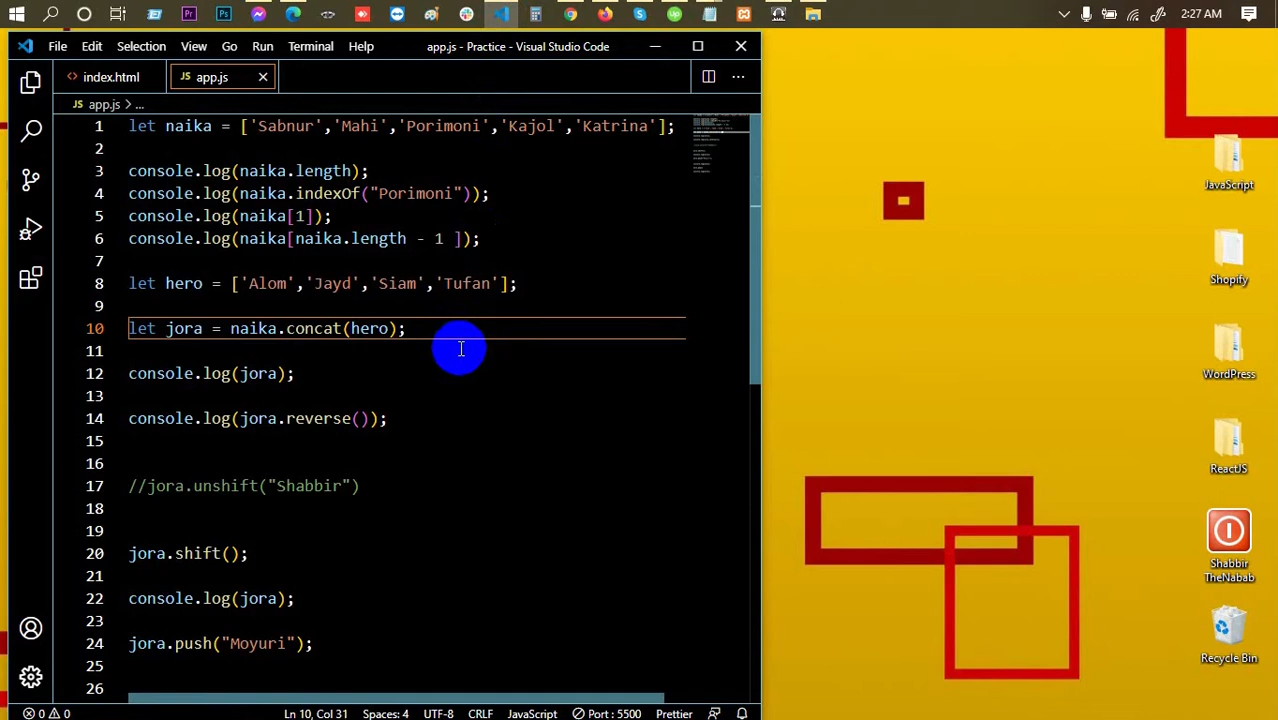 2:27 AM
File Edit Selection View Go Run Terminal Help app.js - Practice - Visual Studio Code
index.html JS app.js
JS app.js > ...
1 let naika = ['Sabnur','Mahi','Porimoni','Kajol','Katrina'];
2
3 console.log(naika.length);
4 console.log(naika.indexOf("Porimoni"));
5 console.log(naika[1]);
6 console.log(naika[naika.length - 1 ]);
7
8 let hero = ['Alom','Jayd','Siam','Tufan'];
9
10 let jora = naika.concat(hero);
11
12 console.log(jora);
13
14 console.log(jora.reverse());
15
16
17 //jora.unshift("Shabbir")
18
19
20 jora.shift();
21
22 console.log(jora);
23
24 jora.push("Moyuri");
25
26
0 0 Ln 10, Col 31 Spaces: 4 UTF-8 CRLF JavaScript Port : 5500 Prettier
JavaScript
Shopify
WordPress
ReactJS
Shabbir
TheNabab
Recycle Bin
Pr
Ps
Up